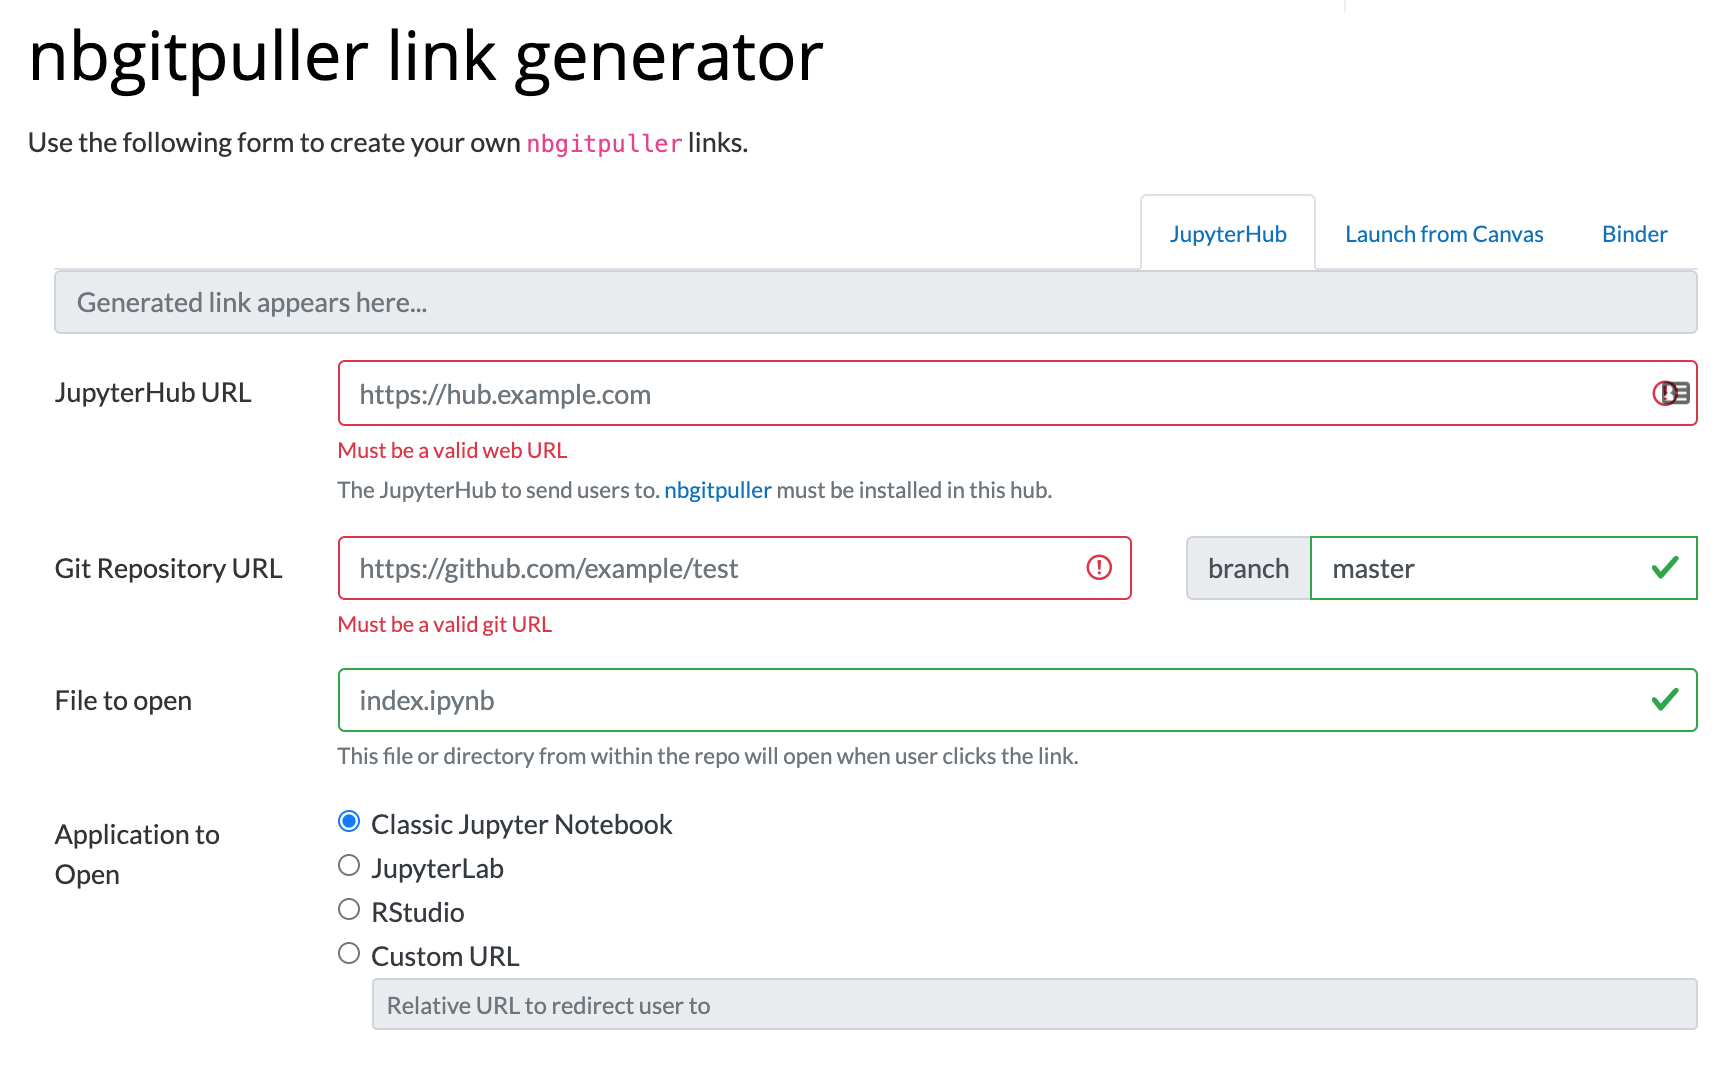 nbgitpuller link generator
Use the following form to create your own nbgitpuller links.
JupyterHub
Launch from Canvas
Binder
Generated link appears here...
JupyterHub URL
https://hub.example.com
Must be a valid web URL
The JupyterHub to send users to. nbgitpuller must be installed in this hub.
Git Repository URL
https://github.com/example/test
branch
master
Must be a valid git URL
File to open
index.ipynb
This file or directory from within the repo will open when user clicks the link.
Application to
Open
Classic Jupyter Notebook
JupyterLab
RStudio
Custom URL
Relative URL to redirect user to